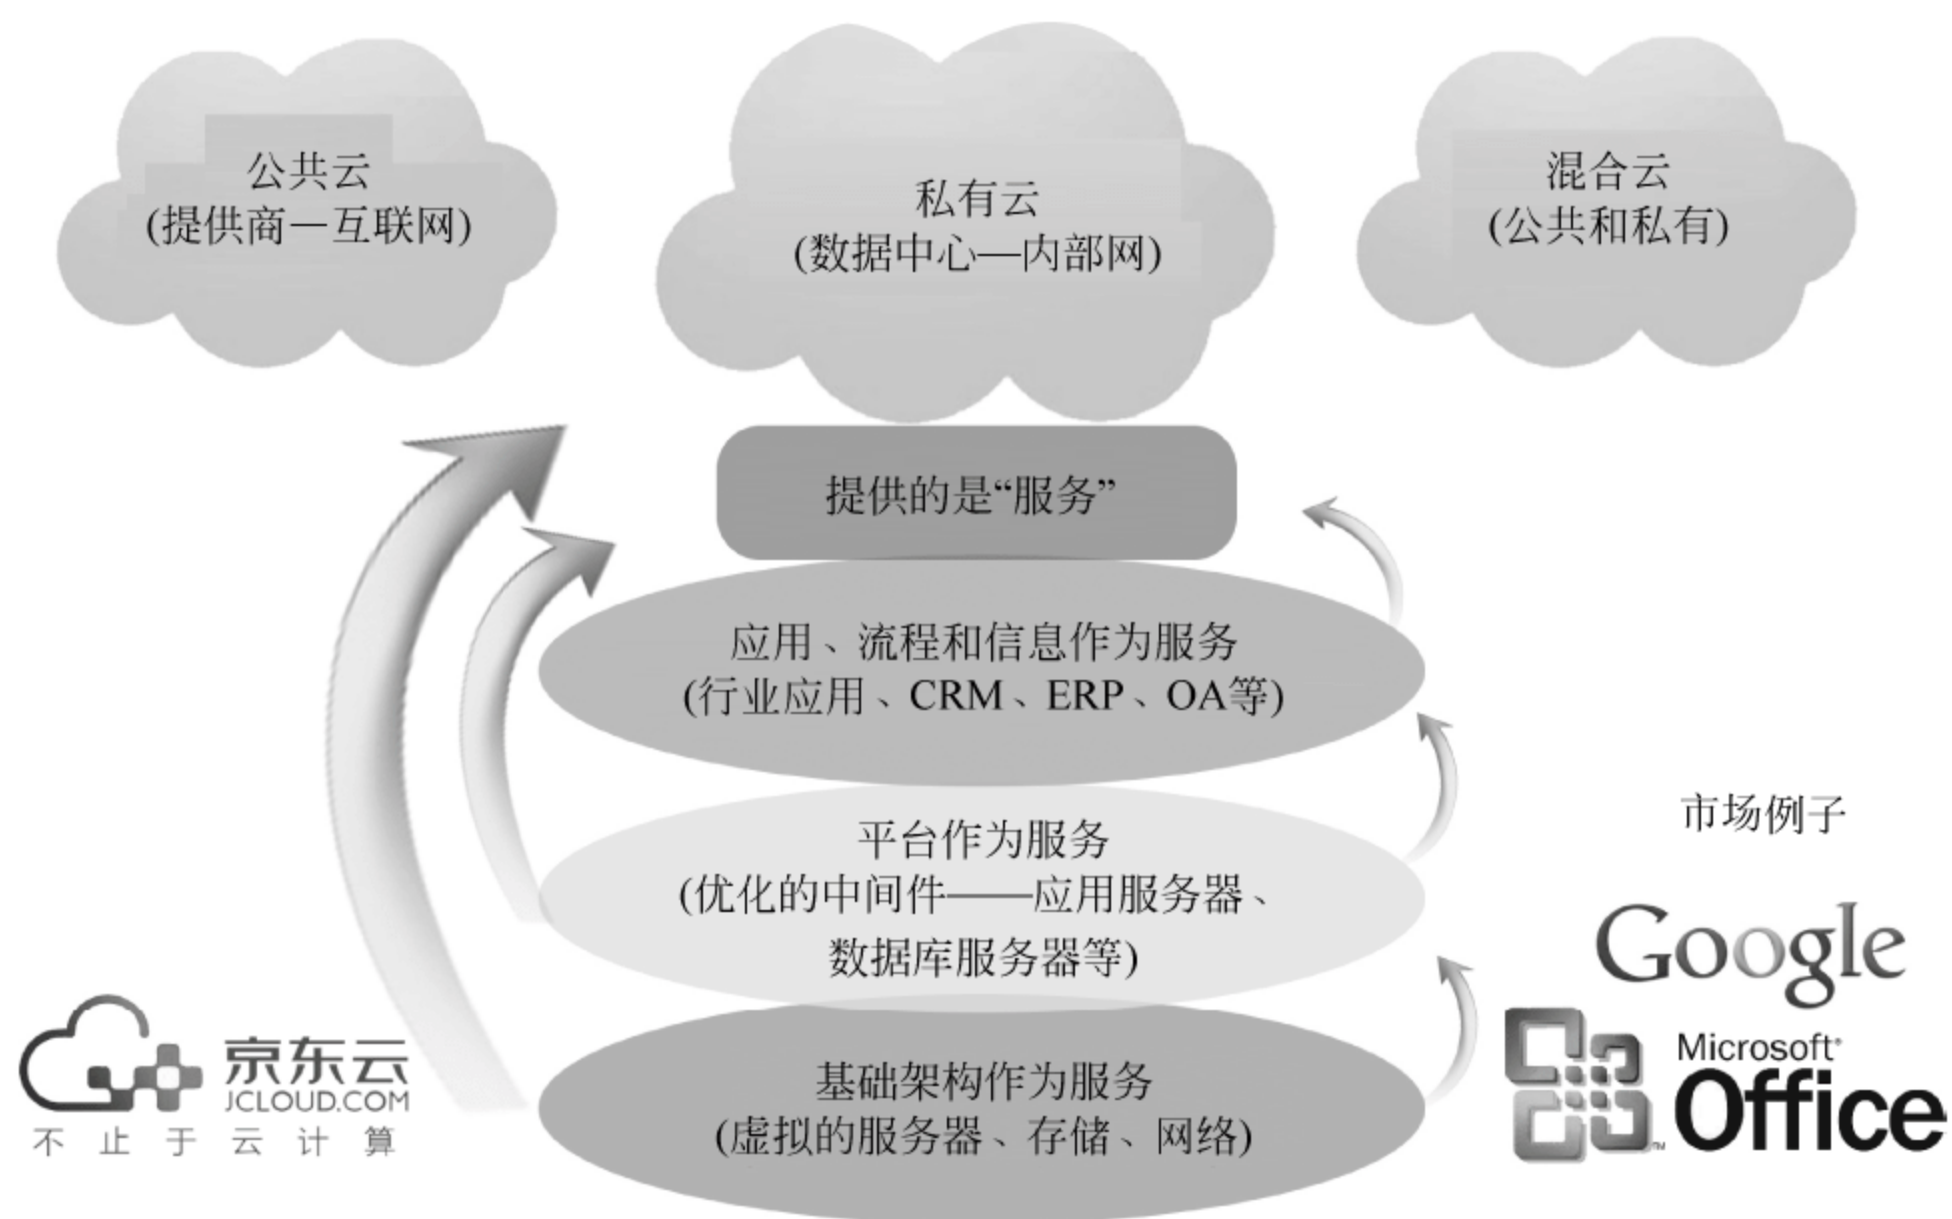 公共云
(提供商—互联网)
私有云
(数据中心—内部网)
混合云
(公共和私有)
提供的是“服务”
应用、流程和信息作为服务
(行业应用、CRM、ERP、OA等)
平台作为服务
(优化的中间件——应用服务器、
数据库服务器等)
基础架构作为服务
(虚拟的服务器、存储、网络)
京东云
JCLOUD.COM
不止于云计算
市场例子
Google
Microsoft®
Office™